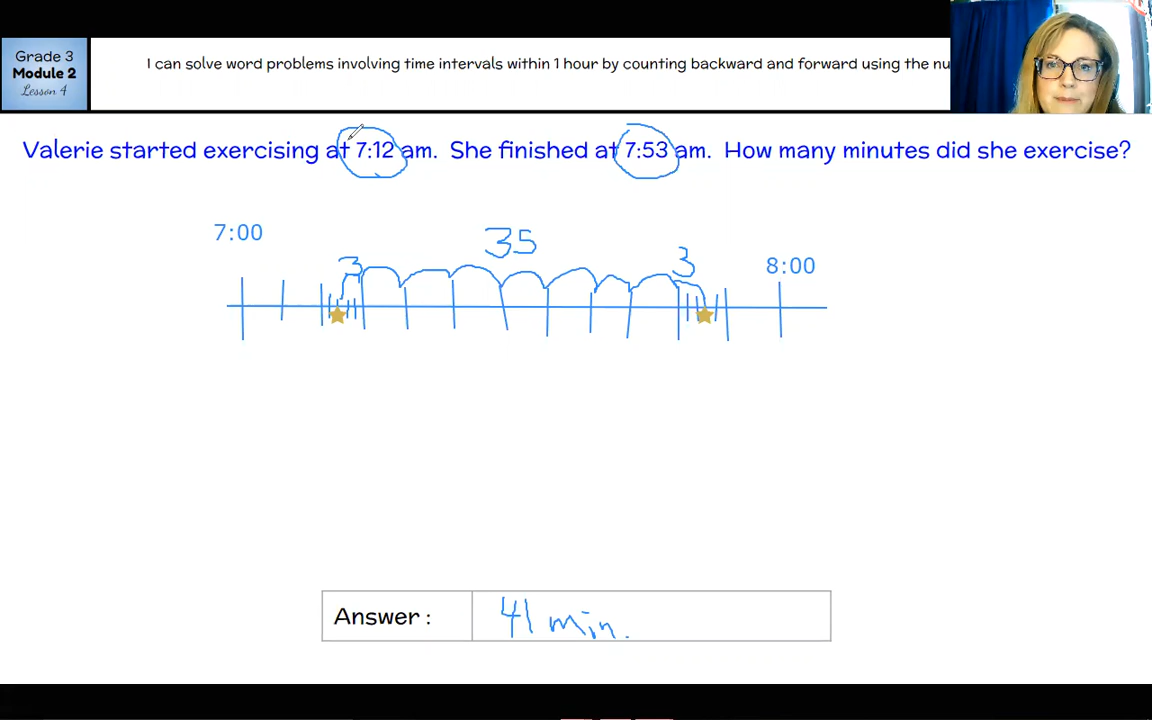 Grade 3
Module 2
Lesson 4
I can solve word problems involving time intervals within 1 hour by counting backward and forward using the nu
Valerie started exercising at 7:12 am. She finished at 7:53 am. How many minutes did she exercise?
7:00
3
35
3
8:00
Answer :
41 min.